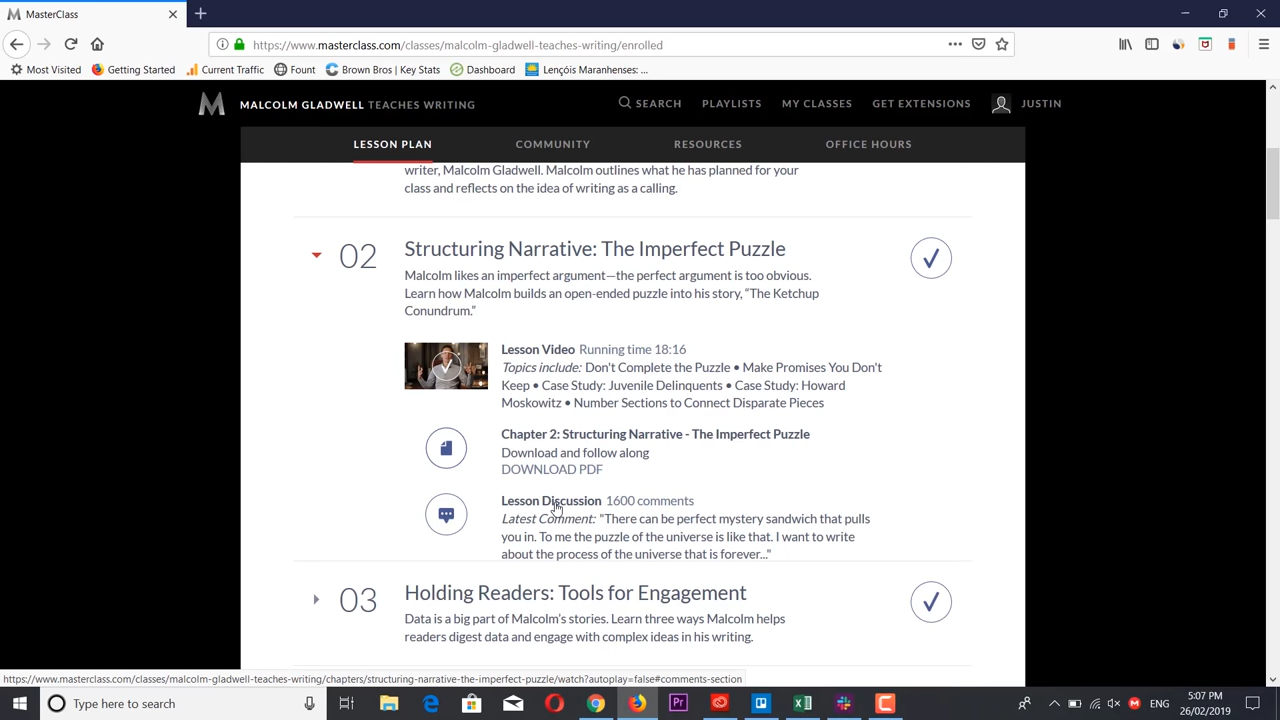 MasterClass
https://www.masterclass.com/classes/malcolm-gladwell-teaches-writing/enrolled
Most Visited
Getting Started
Current Traffic
Fount
Brown Bros | Key Stats
Dashboard
Lençóis Maranhenses: ...
MALCOLM GLADWELL TEACHES WRITING
SEARCH
PLAYLISTS
MY CLASSES
GET EXTENSIONS
JUSTIN
LESSON PLAN
COMMUNITY
RESOURCES
OFFICE HOURS
writer, Malcolm Gladwell. Malcolm outlines what he has planned for your
class and reflects on the idea of writing as a calling.
02
Structuring Narrative: The Imperfect Puzzle
Malcolm likes an imperfect argument—the perfect argument is too obvious.
Learn how Malcolm builds an open-ended puzzle into his story, “The Ketchup
Conundrum.”
Lesson Video Running time 18:16
Topics include: Don't Complete the Puzzle • Make Promises You Don't
Keep • Case Study: Juvenile Delinquents • Case Study: Howard
Moskowitz • Number Sections to Connect Disparate Pieces
Chapter 2: Structuring Narrative - The Imperfect Puzzle
Download and follow along
DOWNLOAD PDF
Lesson Discussion 1600 comments
Latest Comment: "There can be perfect mystery sandwich that pulls
you in. To me the puzzle of the universe is like that. I want to write
about the process of the universe that is forever..."
03
Holding Readers: Tools for Engagement
Data is a big part of Malcolm’s stories. Learn three ways Malcolm helps
readers digest data and engage with complex ideas in his writing.
https://www.masterclass.com/classes/malcolm-gladwell-teaches-writing/chapters/structuring-narrative-the-imperfect-puzzle/watch?autoplay=false#comments-section
Type here to search
Pr
ENG
5:07 PM
26/02/2019